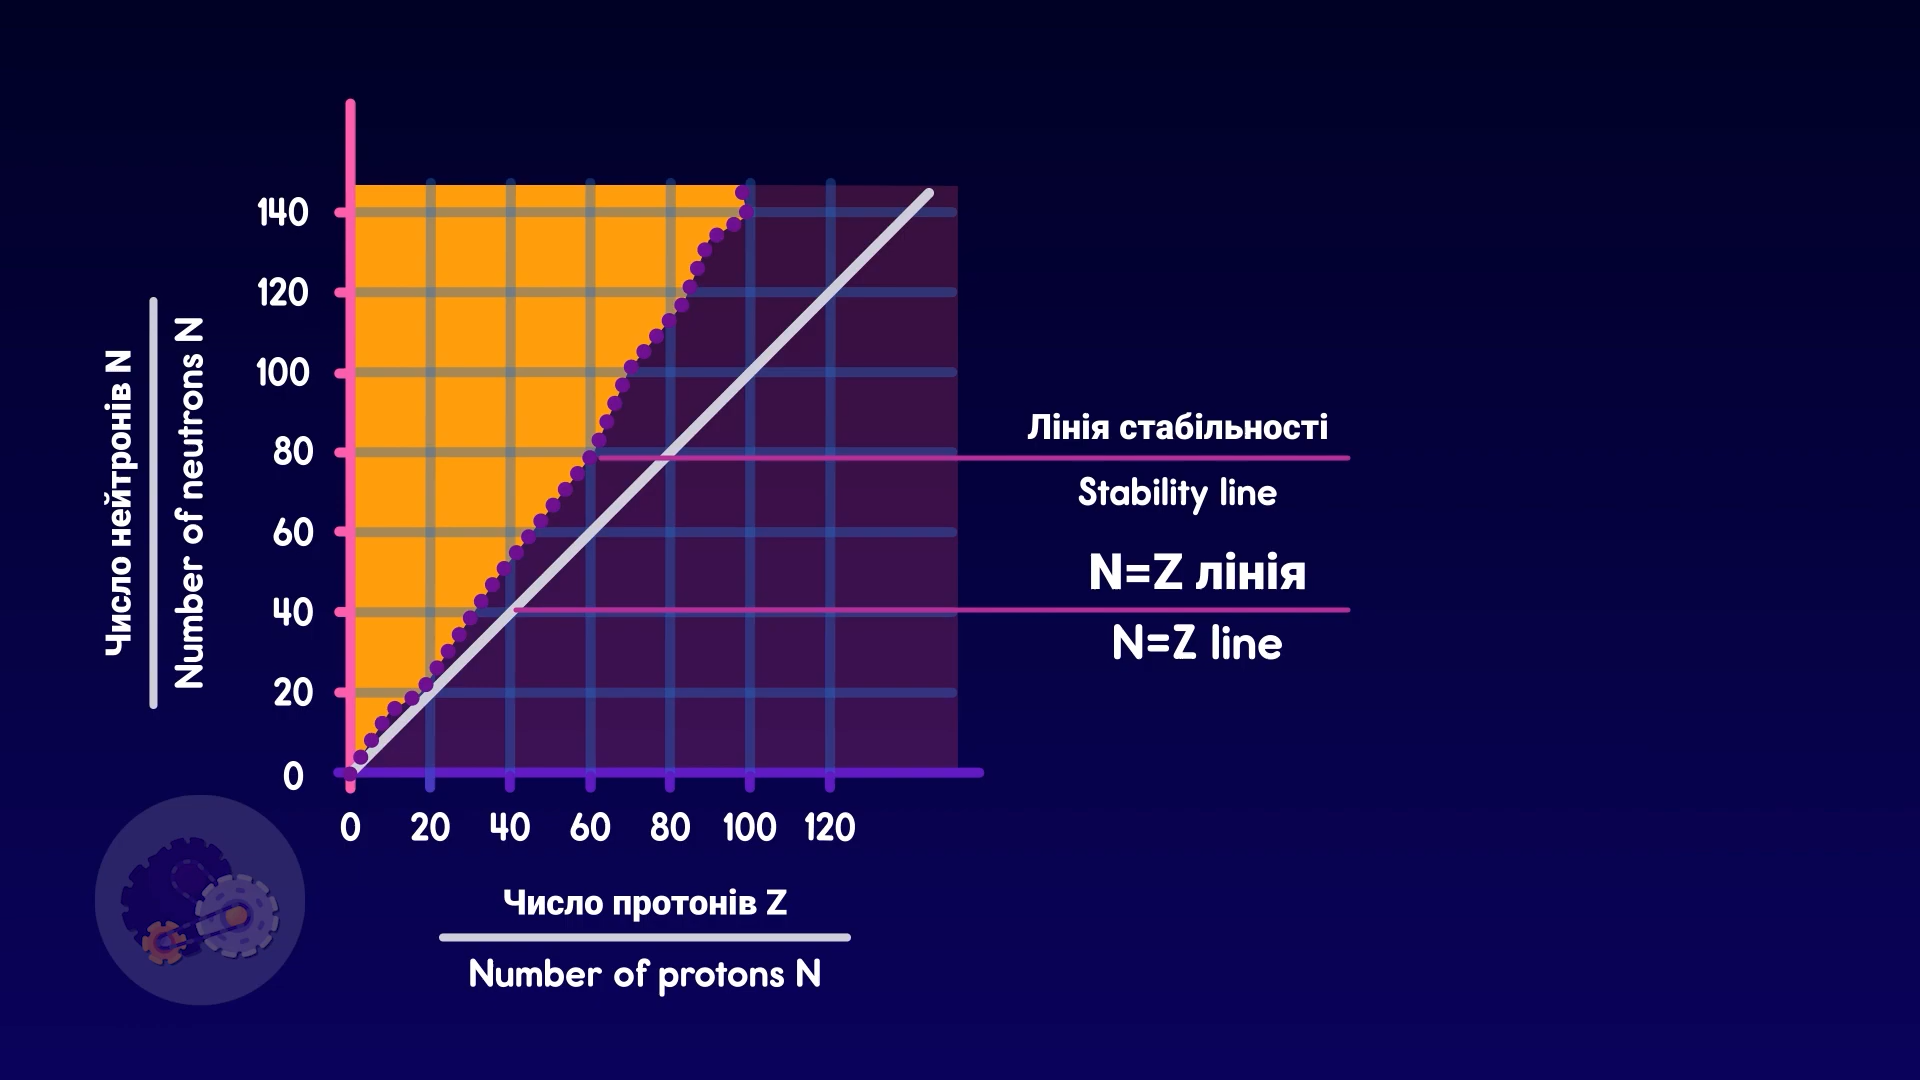 140
120
100
80
60
40
20
0
0 20 40 60 80 100 120
Число нейтронів N
Number of neutrons N
Лінія стабільності
Stability line
N=Z лінія
N=Z line
Число протонів Z
Number of protons N